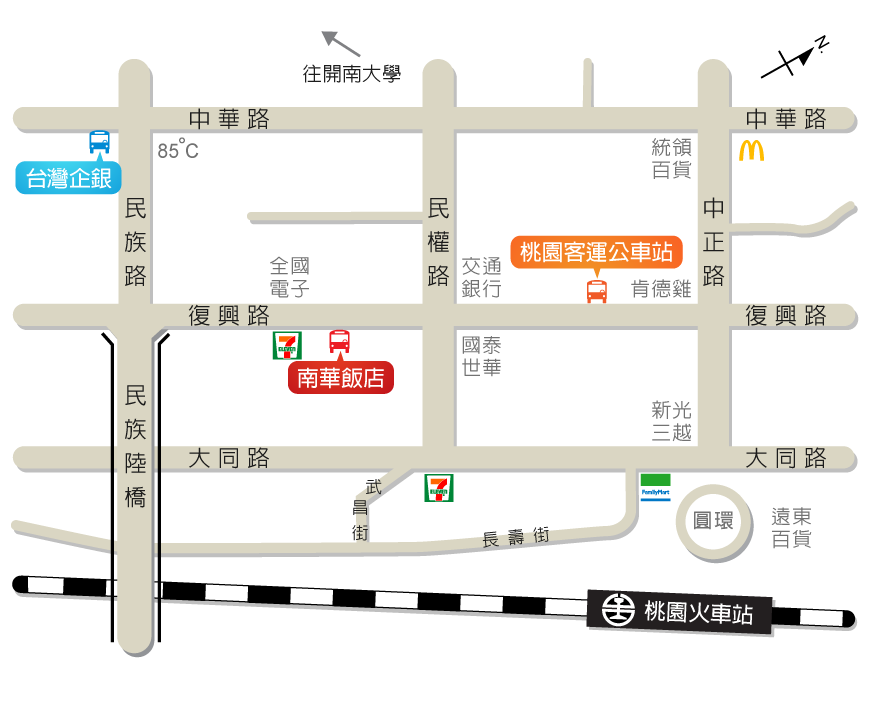 往開南大學
N
中華路
中華路
85°C
統領
百貨
台灣企銀
民族路
民權路
中正路
桃園客運公車站
全國
電子
交通
銀行
肯德雞
復興路
復興路
7
ELEVEN
南華飯店
國泰
世華
民族陸橋
新光
三越
大同路
大同路
武昌街
7
ELEVEN
FamilyMart
圓環
遠東
百貨
長壽街
桃園火車站